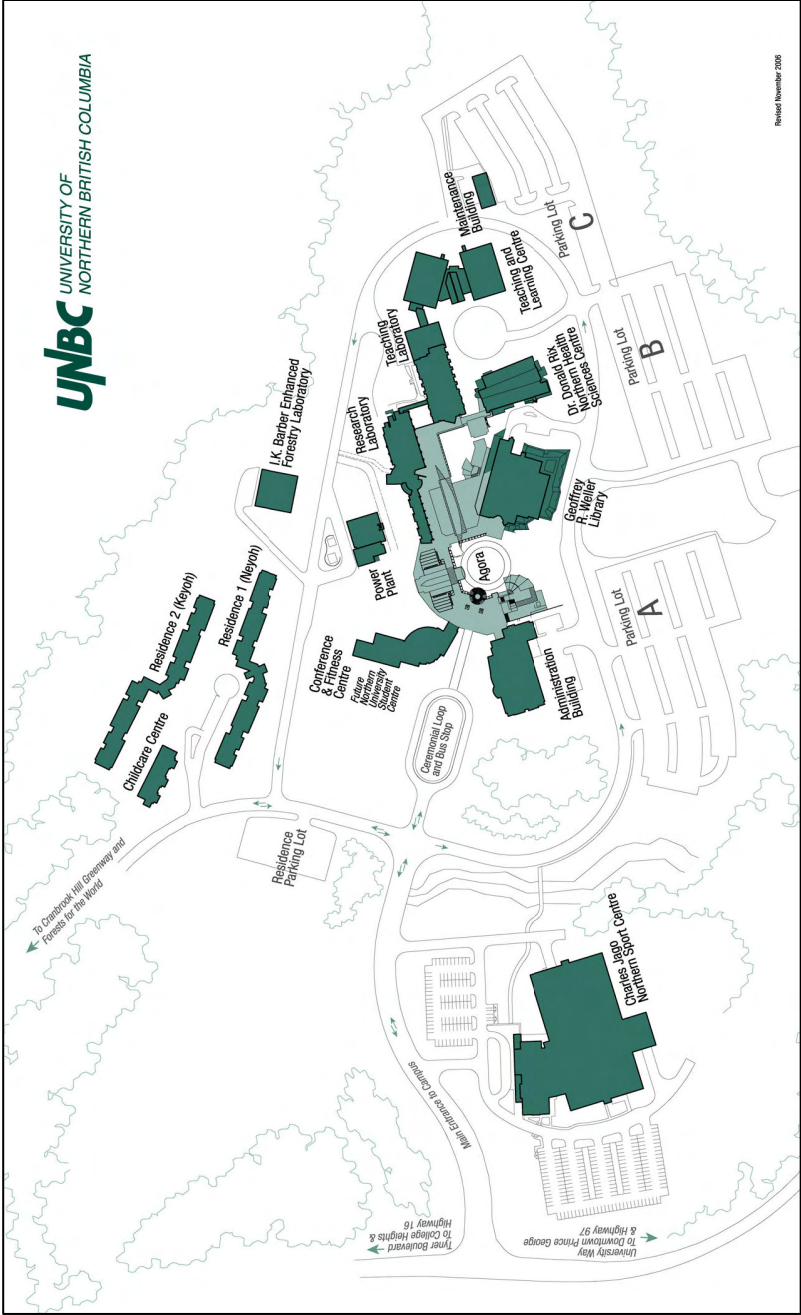 UNBC
UNIVERSITY OF
NORTHERN BRITISH COLUMBIA
To Cranbrook Hill Greenway and
Forests for the World
Childcare Centre
Residence 2 (Keyoh)
Residence 1 (Neyoh)
I.K. Barber Enhanced
Forestry Laboratory
Residence
Parking Lot
Power
Plant
Research
Laboratory
Teaching
Laboratory
Maintenance
Building
Conference
& Fitness
Centre
Future
Northern
University
Student
Centre
Teaching and
Learning Centre
Agora
Ceremonial Loop
and Bus Stop
Administration
Building
Geoffrey
R. Weller
Library
Dr. Donald Rix
Northern Health
Sciences Centre
Parking Lot
A
Parking Lot
B
Parking Lot
C
Main Entrance to Campus
Tyner Boulevard
To College Heights &
Highway 16
University Way
To Downtown Prince George
& Highway 97
Charles Jago
Northern Sport Centre
Revised November 2006